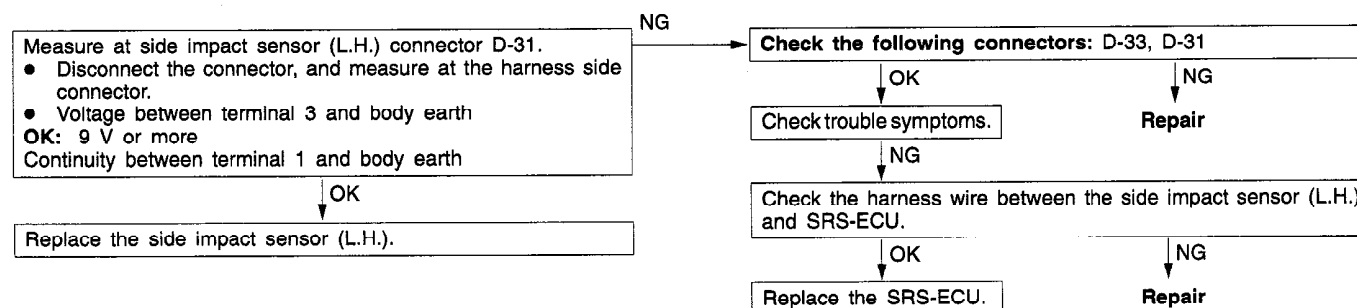 Measure at side impact sensor (L.H.) connector D-31.
● Disconnect the connector, and measure at the harness side
connector.
● Voltage between terminal 3 and body earth
OK: 9 V or more
Continuity between terminal 1 and body earth
OK
Replace the side impact sensor (L.H.).
NG
Check the following connectors: D-33, D-31
OK
NG
Check trouble symptoms.
Repair
NG
Check the harness wire between the side impact sensor (L.H.)
and SRS-ECU.
OK
NG
Replace the SRS-ECU.
Repair